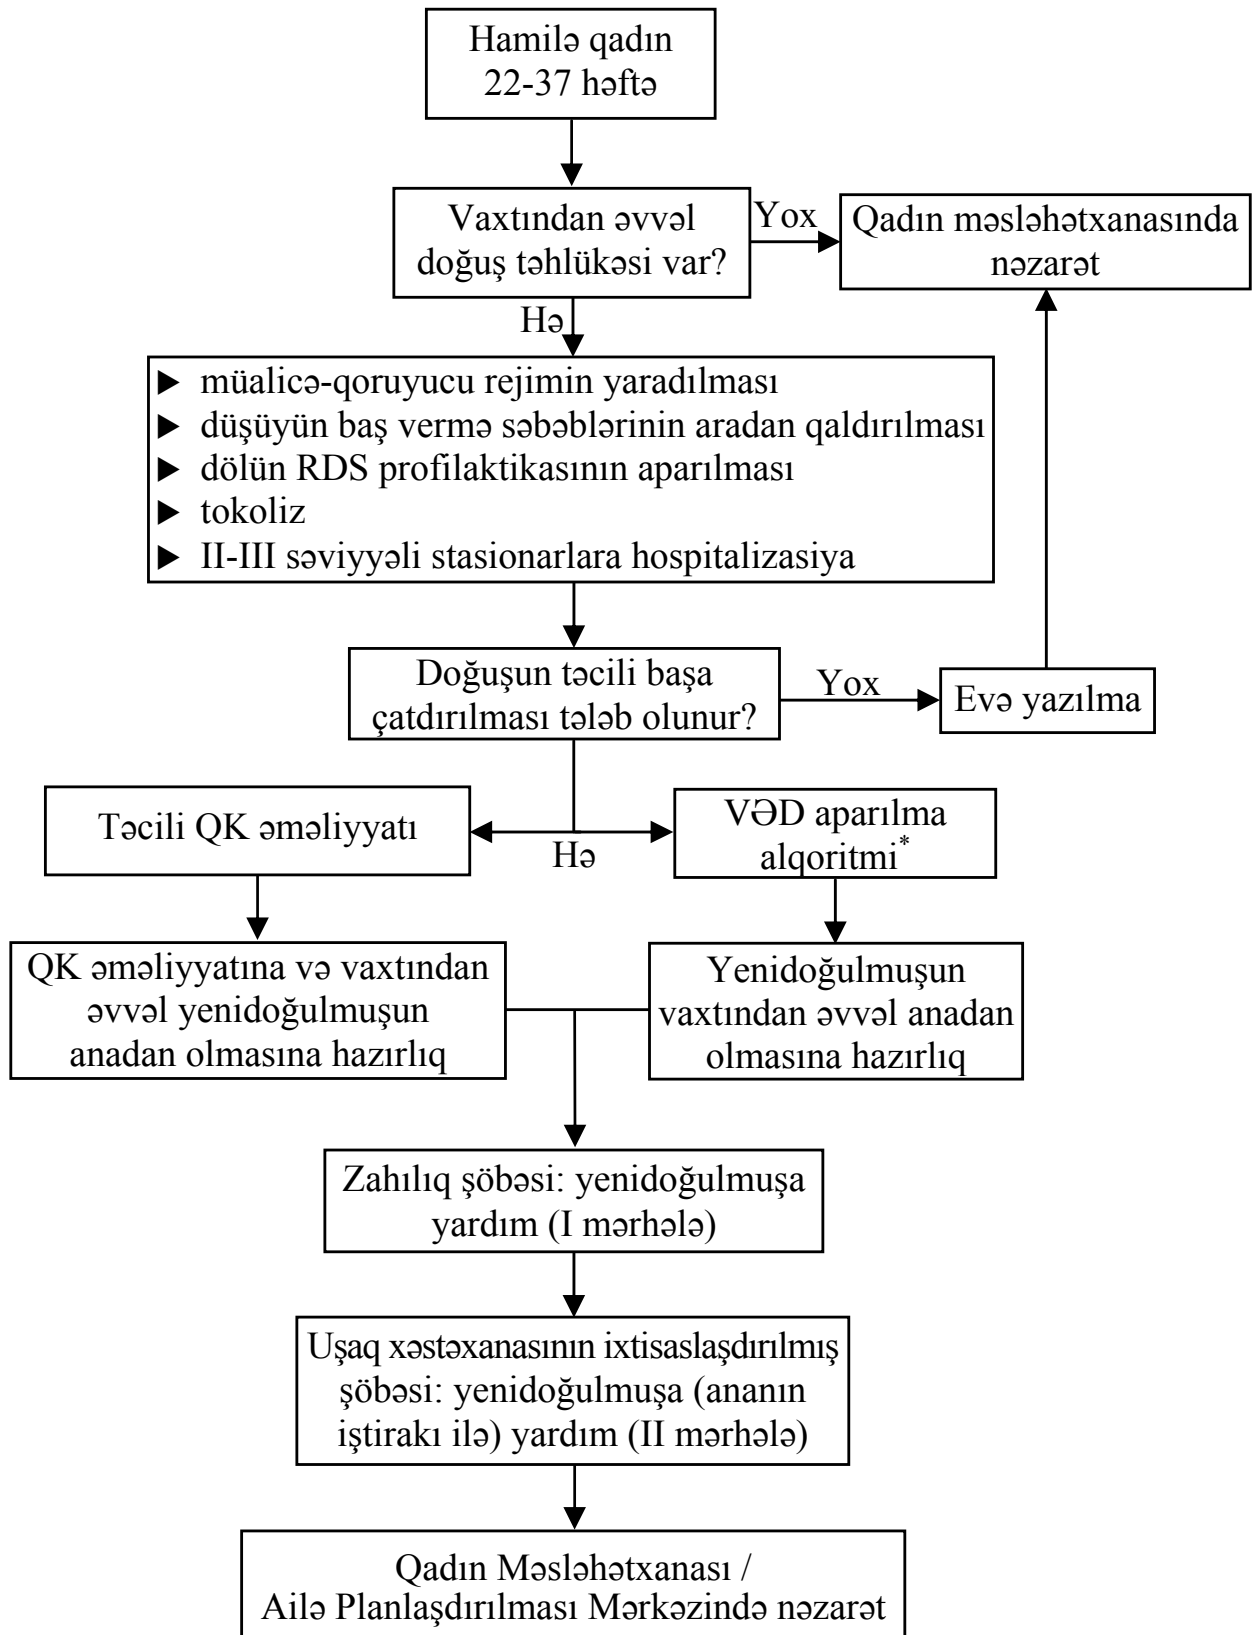 Hamilə qadın
22-37 həftə
Vaxtından əvvəl
doğuş təhlükəsi var?
Yox
Qadın məsləhətxanasında
nəzarət
Hə
► müalicə-qoruyucu rejimin yaradılması
► düşüyün baş vermə səbəblərinin aradan qaldırılması
► dölün RDS profilaktikasının aparılması
► tokoliz
► II-III səviyyəli stasionarlara hospitalizasiya
Doğuşun təcili başa
çatdırılması tələb olunur?
Yox
Evə yazılma
Təcili QK əməliyyatı
Hə
VƏD aparılma
alqoritmi*
QK əməliyyatına və vaxtından
əvvəl yenidoğulmuşun
anadan olmasına hazırlıq
Yenidoğulmuşun
vaxtından əvvəl anadan
olmasına hazırlıq
Zahılıq şöbəsi: yenidoğulmuşa
yardım (I mərhələ)
Uşaq xəstəxanasının ixtisaslaşdırılmış
şöbəsi: yenidoğulmuşa (ananın
iştirakı ilə) yardım (II mərhələ)
Qadın Məsləhətxanası /
Ailə Planlaşdırılması Mərkəzində nəzarət